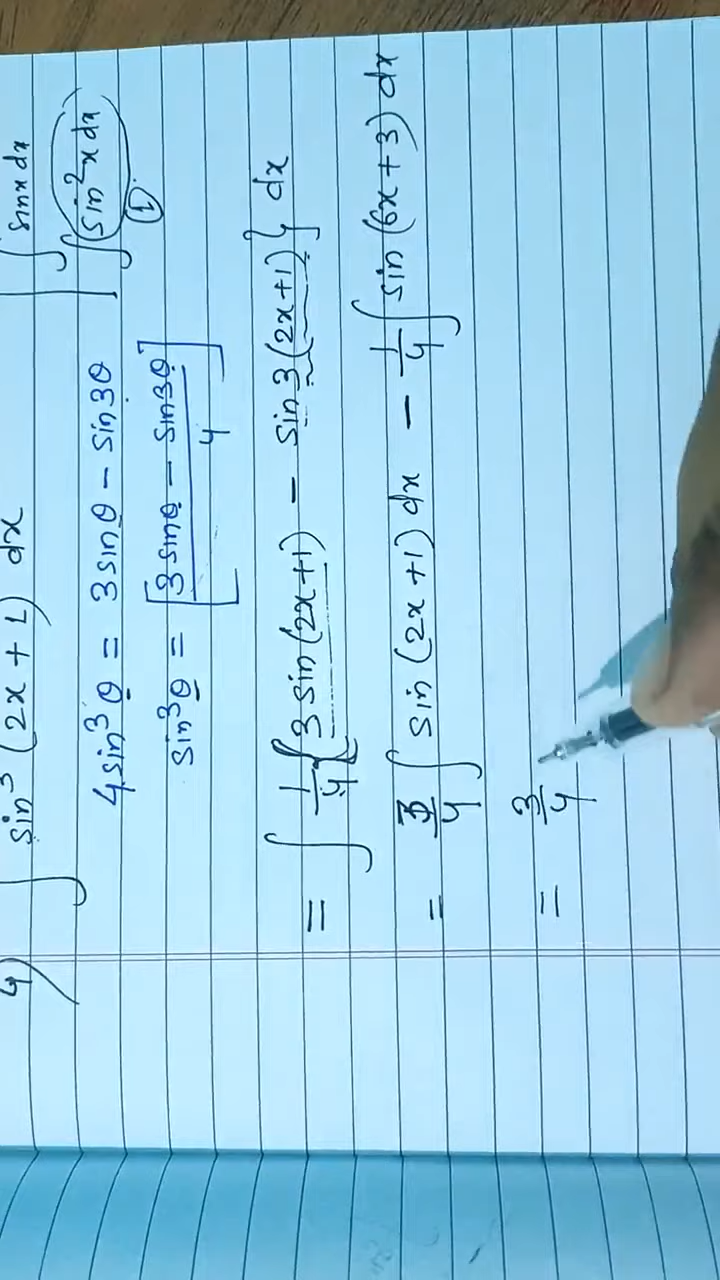 4) ∫ sin³ (2x + 1) dx
∫ sinx dx
∫ sin²x dx
①
4sin³θ = 3sinθ − sin3θ
sin³θ = [3sinθ − sin3θ / 4]
= ∫ 1/4 {3 sin(2x+1) − sin3(2x+1)} dx
= 3/4 ∫ sin (2x+1) dx − 1/4 ∫ sin (6x+3) dx
= 3/4